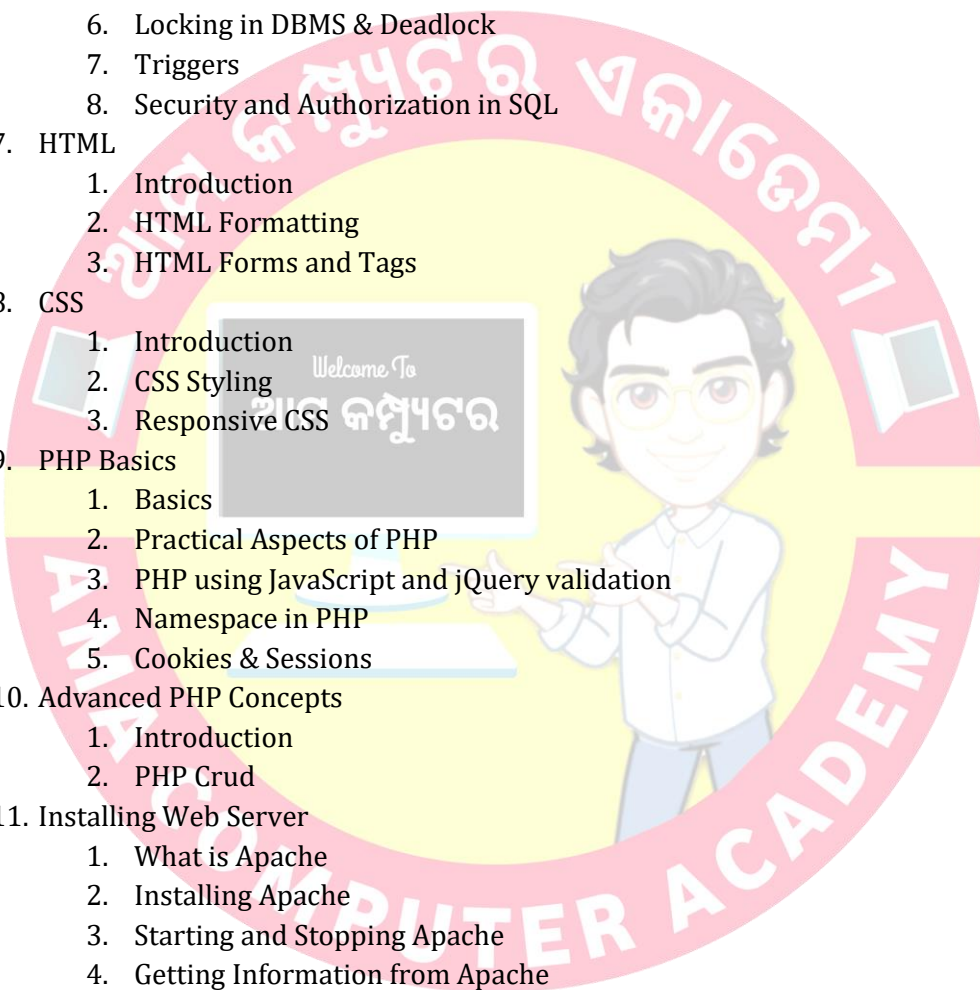 6. Locking in DBMS & Deadlock
7. Triggers
8. Security and Authorization in SQL
7. HTML
1. Introduction
2. HTML Formatting
3. HTML Forms and Tags
8. CSS
1. Introduction
2. CSS Styling
3. Responsive CSS
9. PHP Basics
1. Basics
2. Practical Aspects of PHP
3. PHP using JavaScript and jQuery validation
4. Namespace in PHP
5. Cookies & Sessions
10. Advanced PHP Concepts
1. Introduction
2. PHP Crud
11. Installing Web Server
1. What is Apache
2. Installing Apache
3. Starting and Stopping Apache
4. Getting Information from Apache
ଆମ କମ୍ପ୍ୟୁଟର ଏକାଡେମୀ
Welcome To
ଆମ କମ୍ପ୍ୟୁଟର
AMA COMPUTER ACADEMY